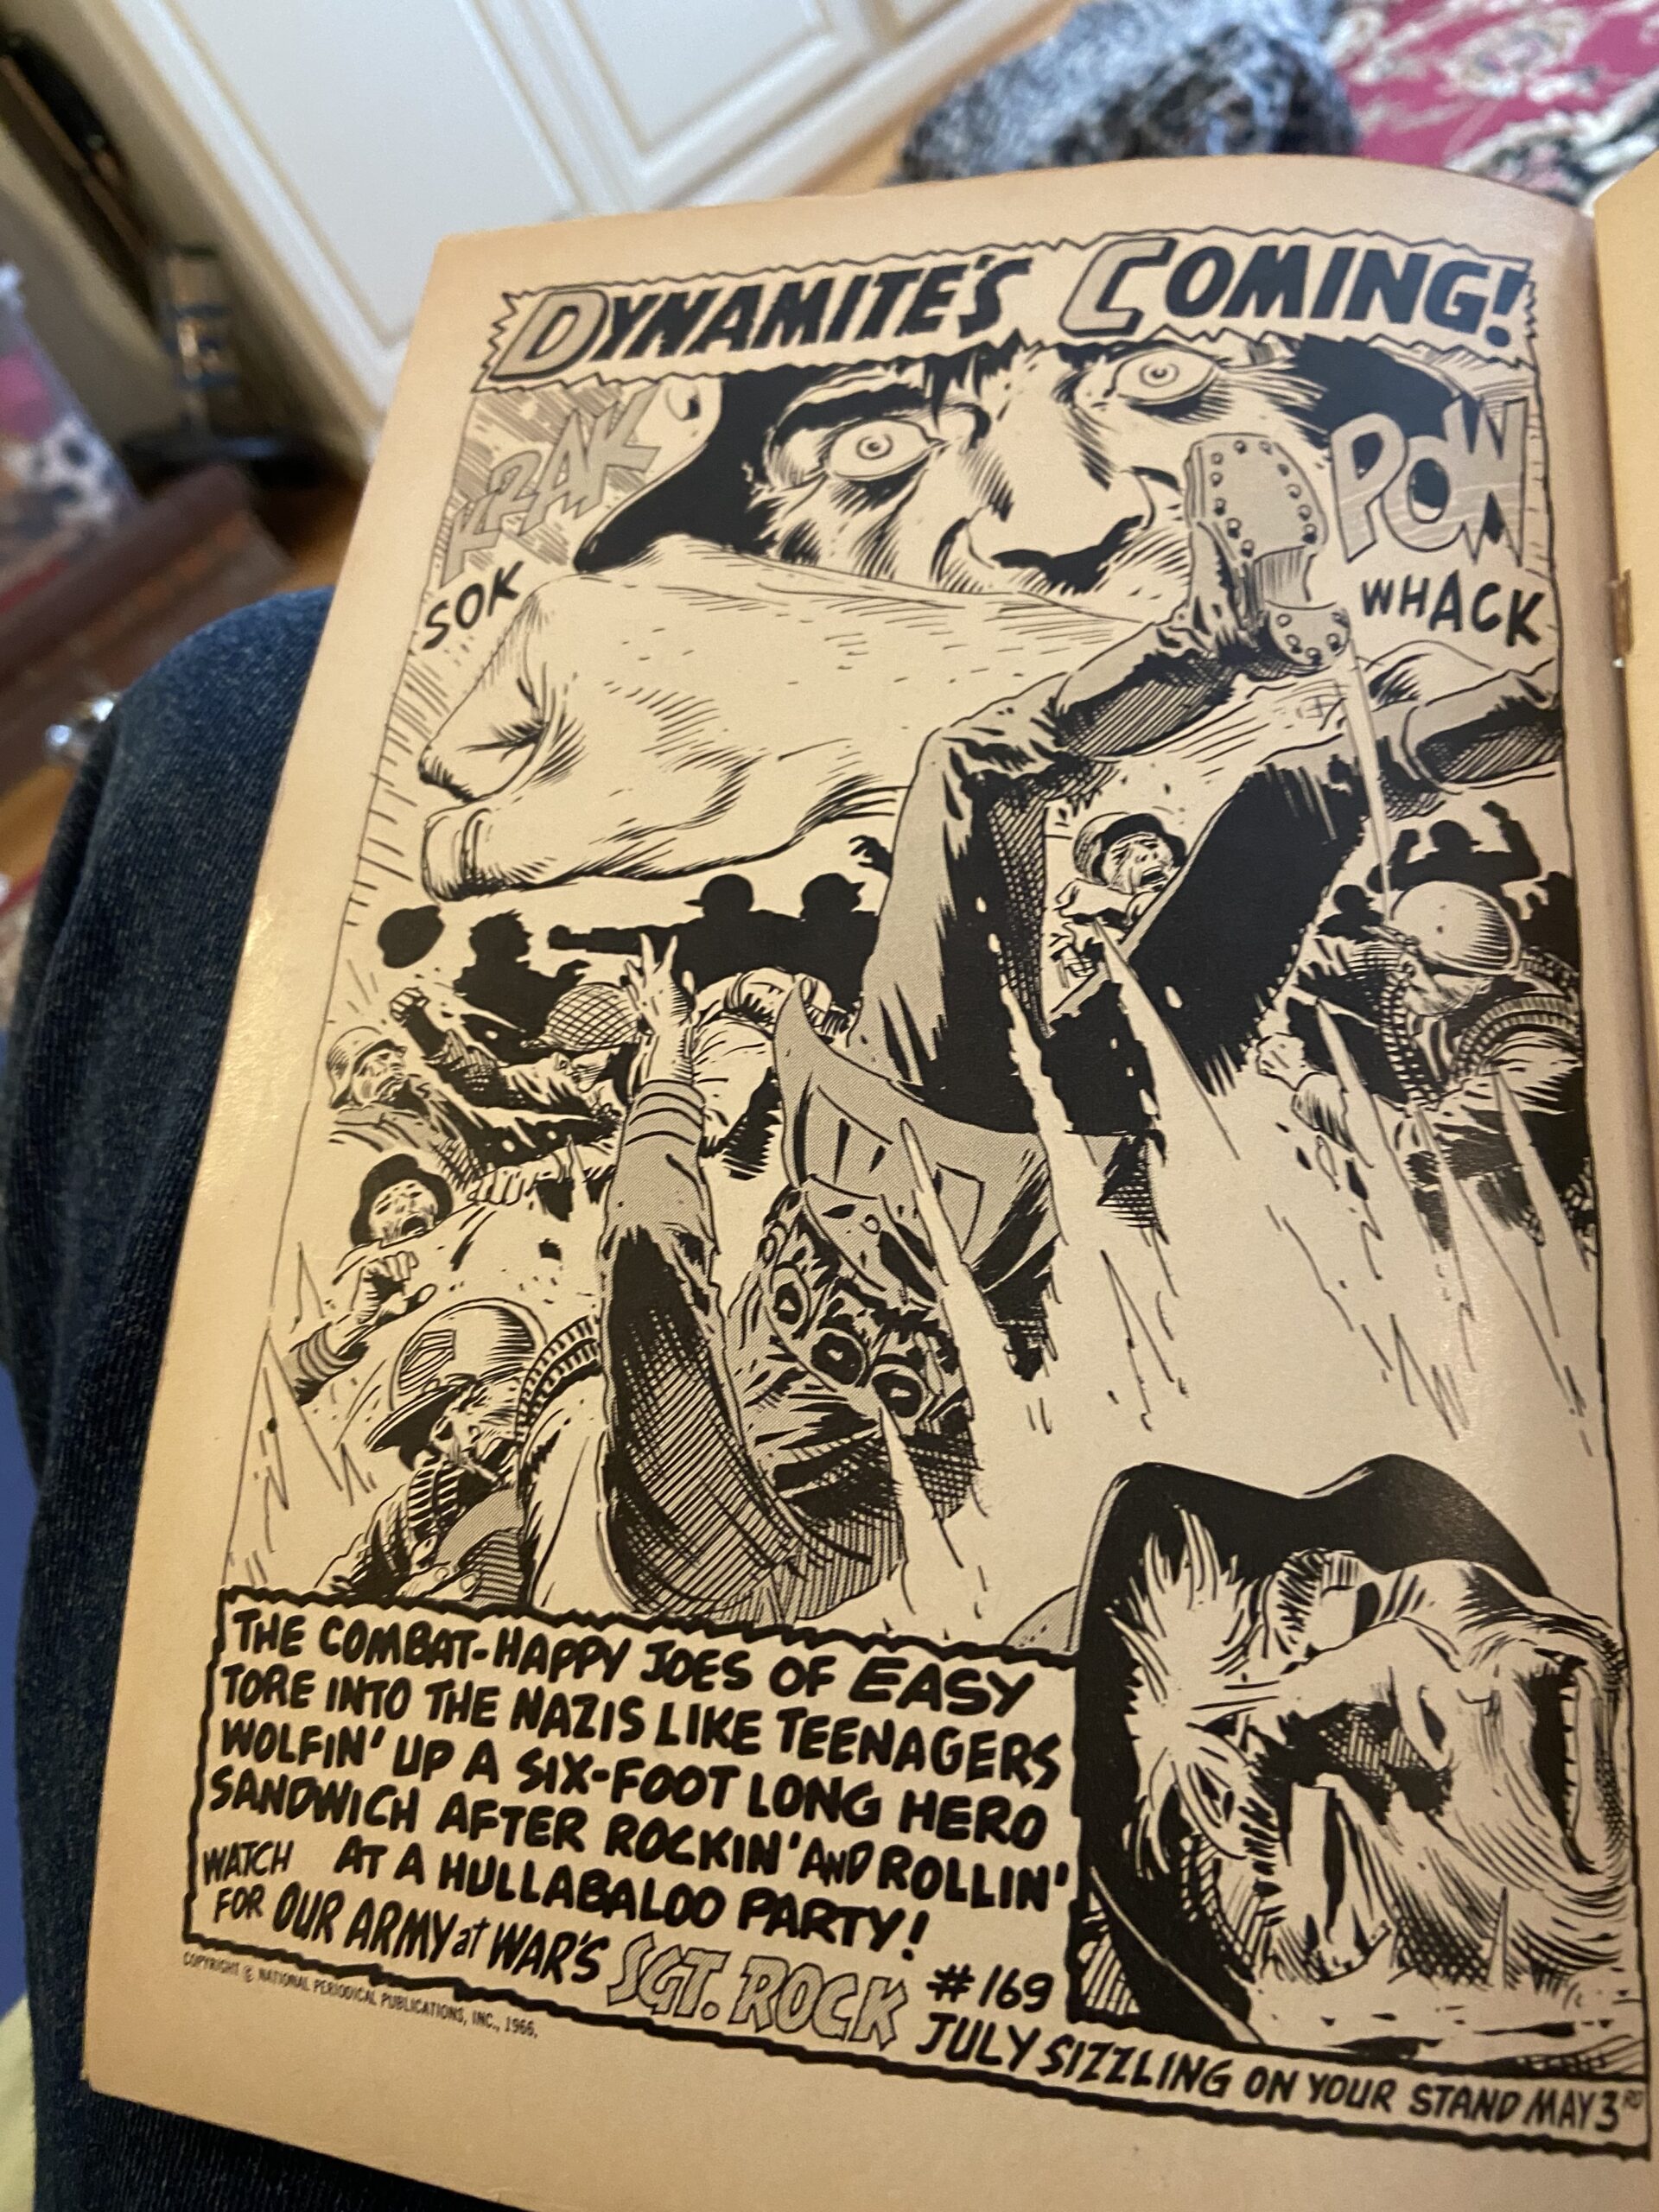 DYNAMITE'S COMING!
KRAK
POW
SOK
WHACK
THE COMBAT-HAPPY JOES OF EASY
TORE INTO THE NAZIS LIKE TEENAGERS
WOLFIN' UP A SIX-FOOT LONG HERO
SANDWICH AFTER ROCKIN' AND ROLLIN'
AT A HULLABALOO PARTY!
WATCH
FOR OUR ARMY at WAR'S SGT. ROCK #169
JULY SIZZLING ON YOUR STAND MAY 3RD
COPYRIGHT © NATIONAL PERIODICAL PUBLICATIONS, INC., 1966.